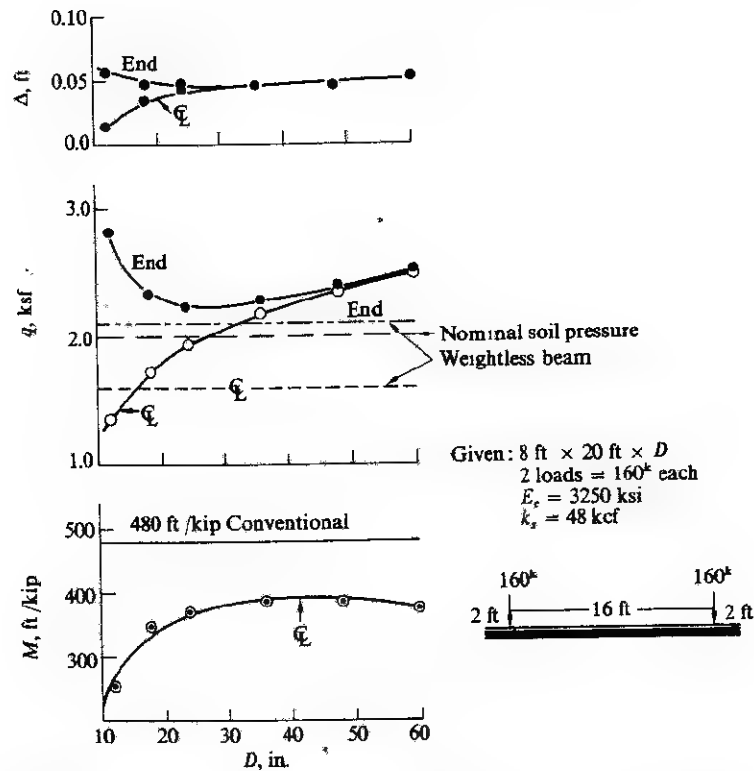 0.10
0.05
0.0
Δ, ft
End
℄
3.0
2.0
1.0
q, ksf
End
End
℄
℄
Nominal soil pressure
Weightless beam
Given: 8 ft × 20 ft × D
2 loads = 160k each
Ec = 3250 ksi
ks = 48 kcf
500
400
300
M, ft/kip
480 ft/kip Conventional
℄
10 20 30 40 50 60
D, in.
160k 160k
2 ft 16 ft 2 ft